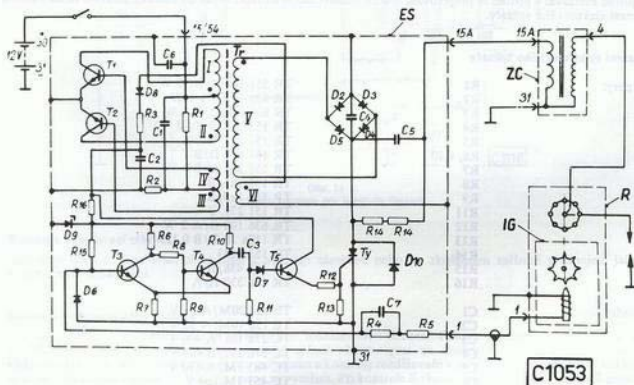 15/54
ES
15A
15A
4
30
12V
31
T1
T2
C6
D8
R3
C1
R1
I
II
Tr
V
D2
D3
C4
D5
C5
ZC
31
C2
R2
IV
III
VI
R16
D9
R15
R6
R8
R10
C3
T3
T4
T5
D7
D6
R7
R9
R11
R12
R13
R14
R14
Ty
D10
C7
R4
R5
1
1
31
R
IG
C1053